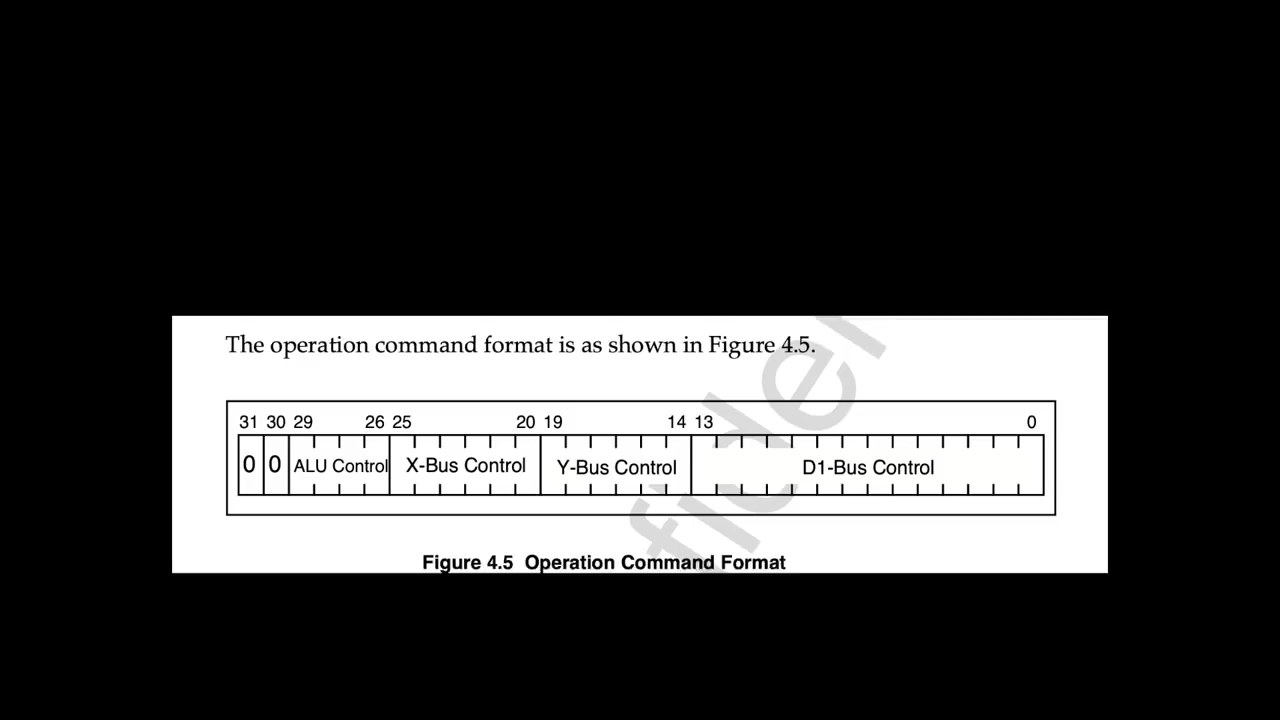 The operation command format is as shown in Figure 4.5.
31 30 29 26 25 20 19 14 13 0
0 0 ALU Control X-Bus Control Y-Bus Control D1-Bus Control
Figure 4.5 Operation Command Format
fider